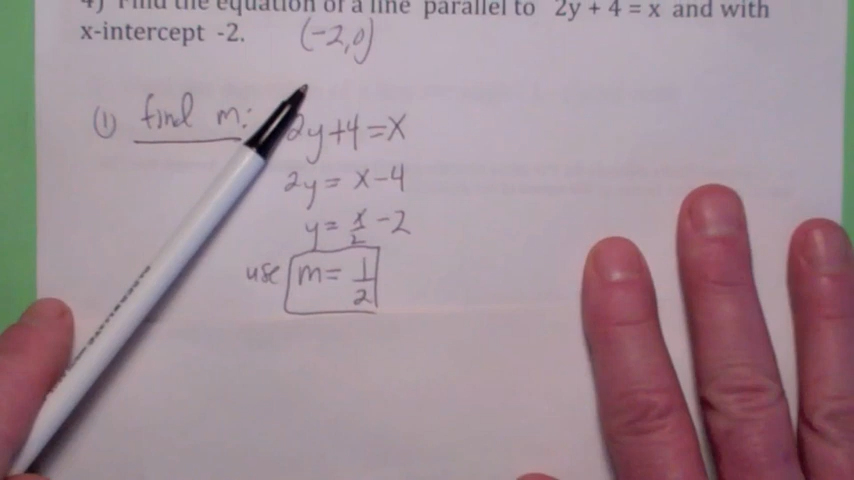 4) Find the equation of a line parallel to 2y + 4 = x and with
x-intercept -2. (-2,0)
① find m: 2y+4=x
2y = x-4
y = x/2 -2
use m= 1/2